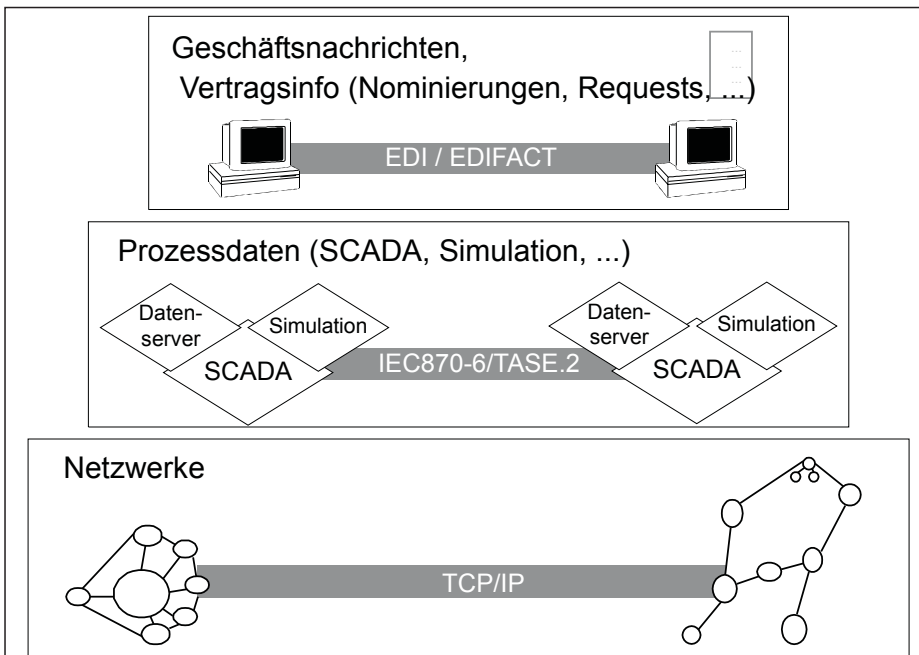 Geschäftsnachrichten,
Vertragsinfo (Nominierungen, Requests, ...)
...
...
...
...
EDI / EDIFACT
Prozessdaten (SCADA, Simulation, ...)
Daten-
server
Simulation
SCADA
IEC870-6/TASE.2
Daten-
server
Simulation
SCADA
Netzwerke
TCP/IP